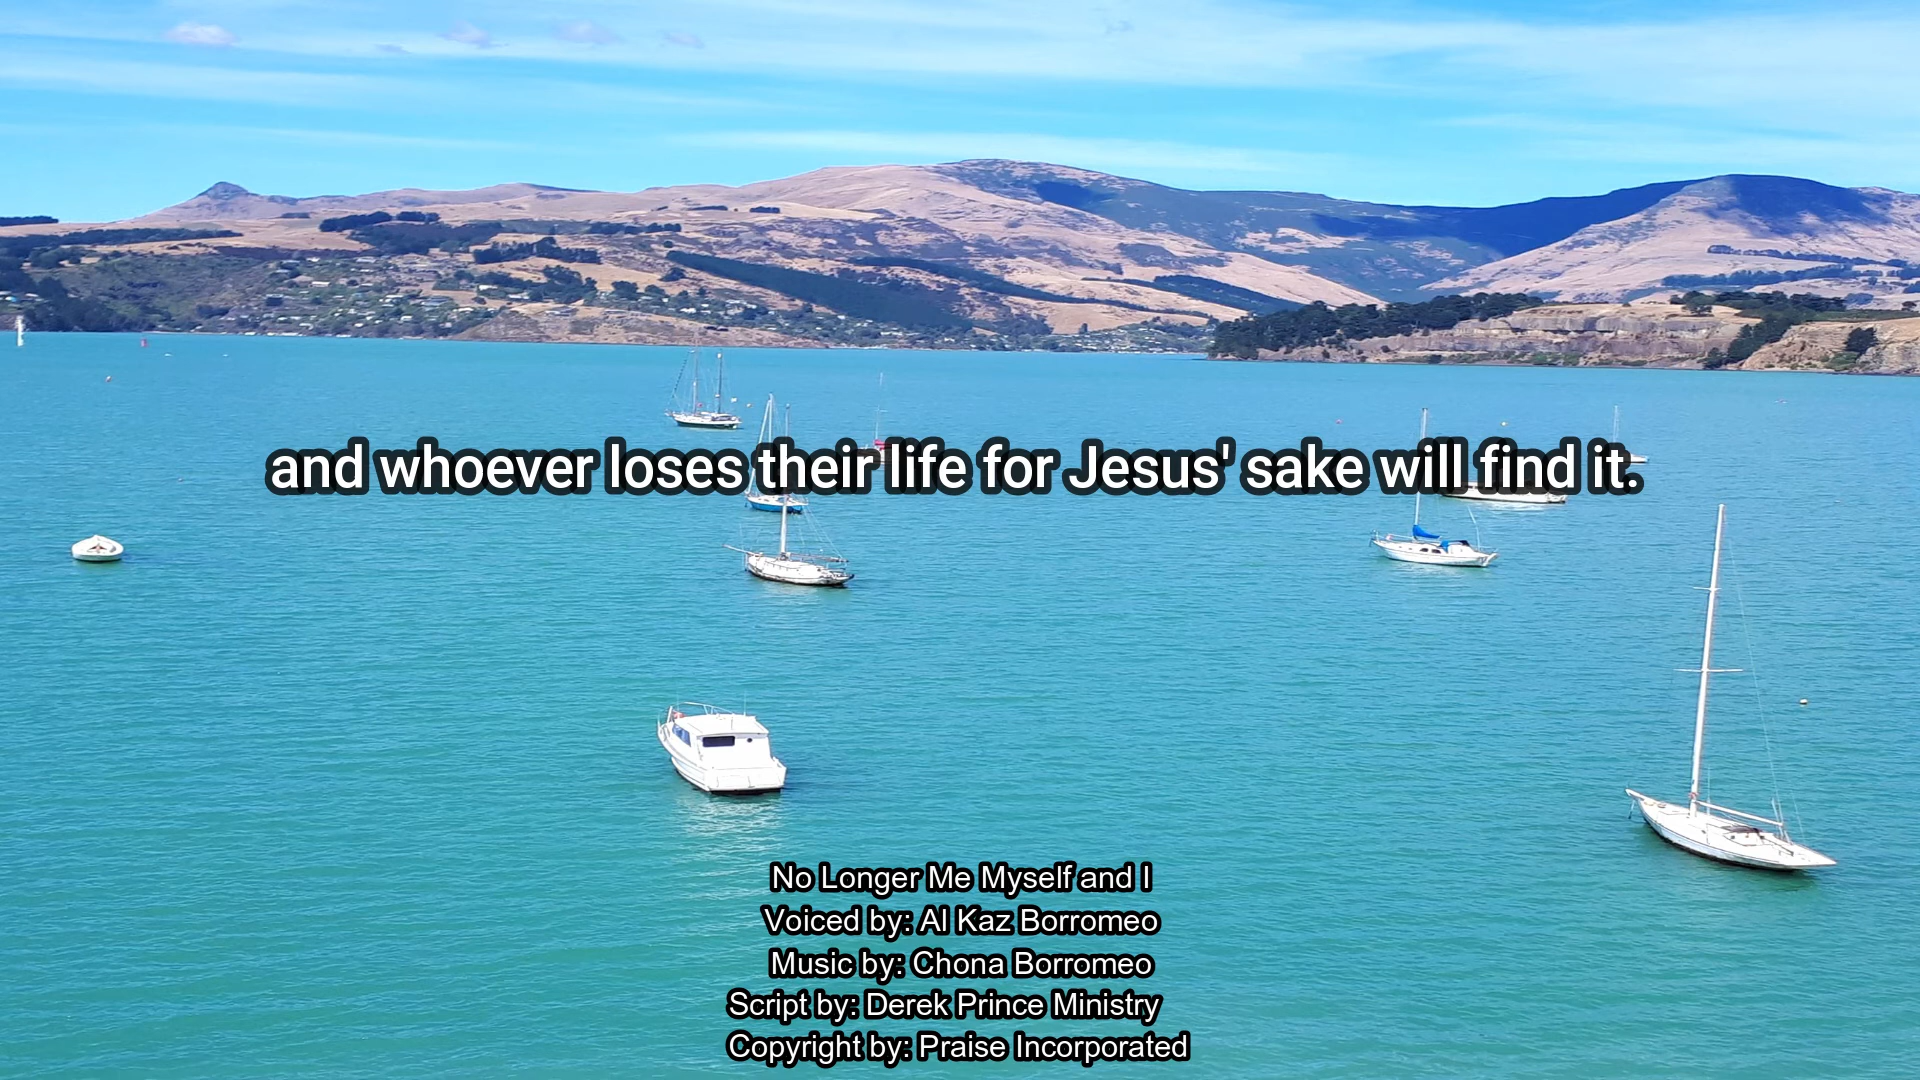 and whoever loses their life for Jesus' sake will find it.
No Longer Me Myself and I
Voiced by: Al Kaz Borromeo
Music by: Chona Borromeo
Script by: Derek Prince Ministry
Copyright by: Praise Incorporated